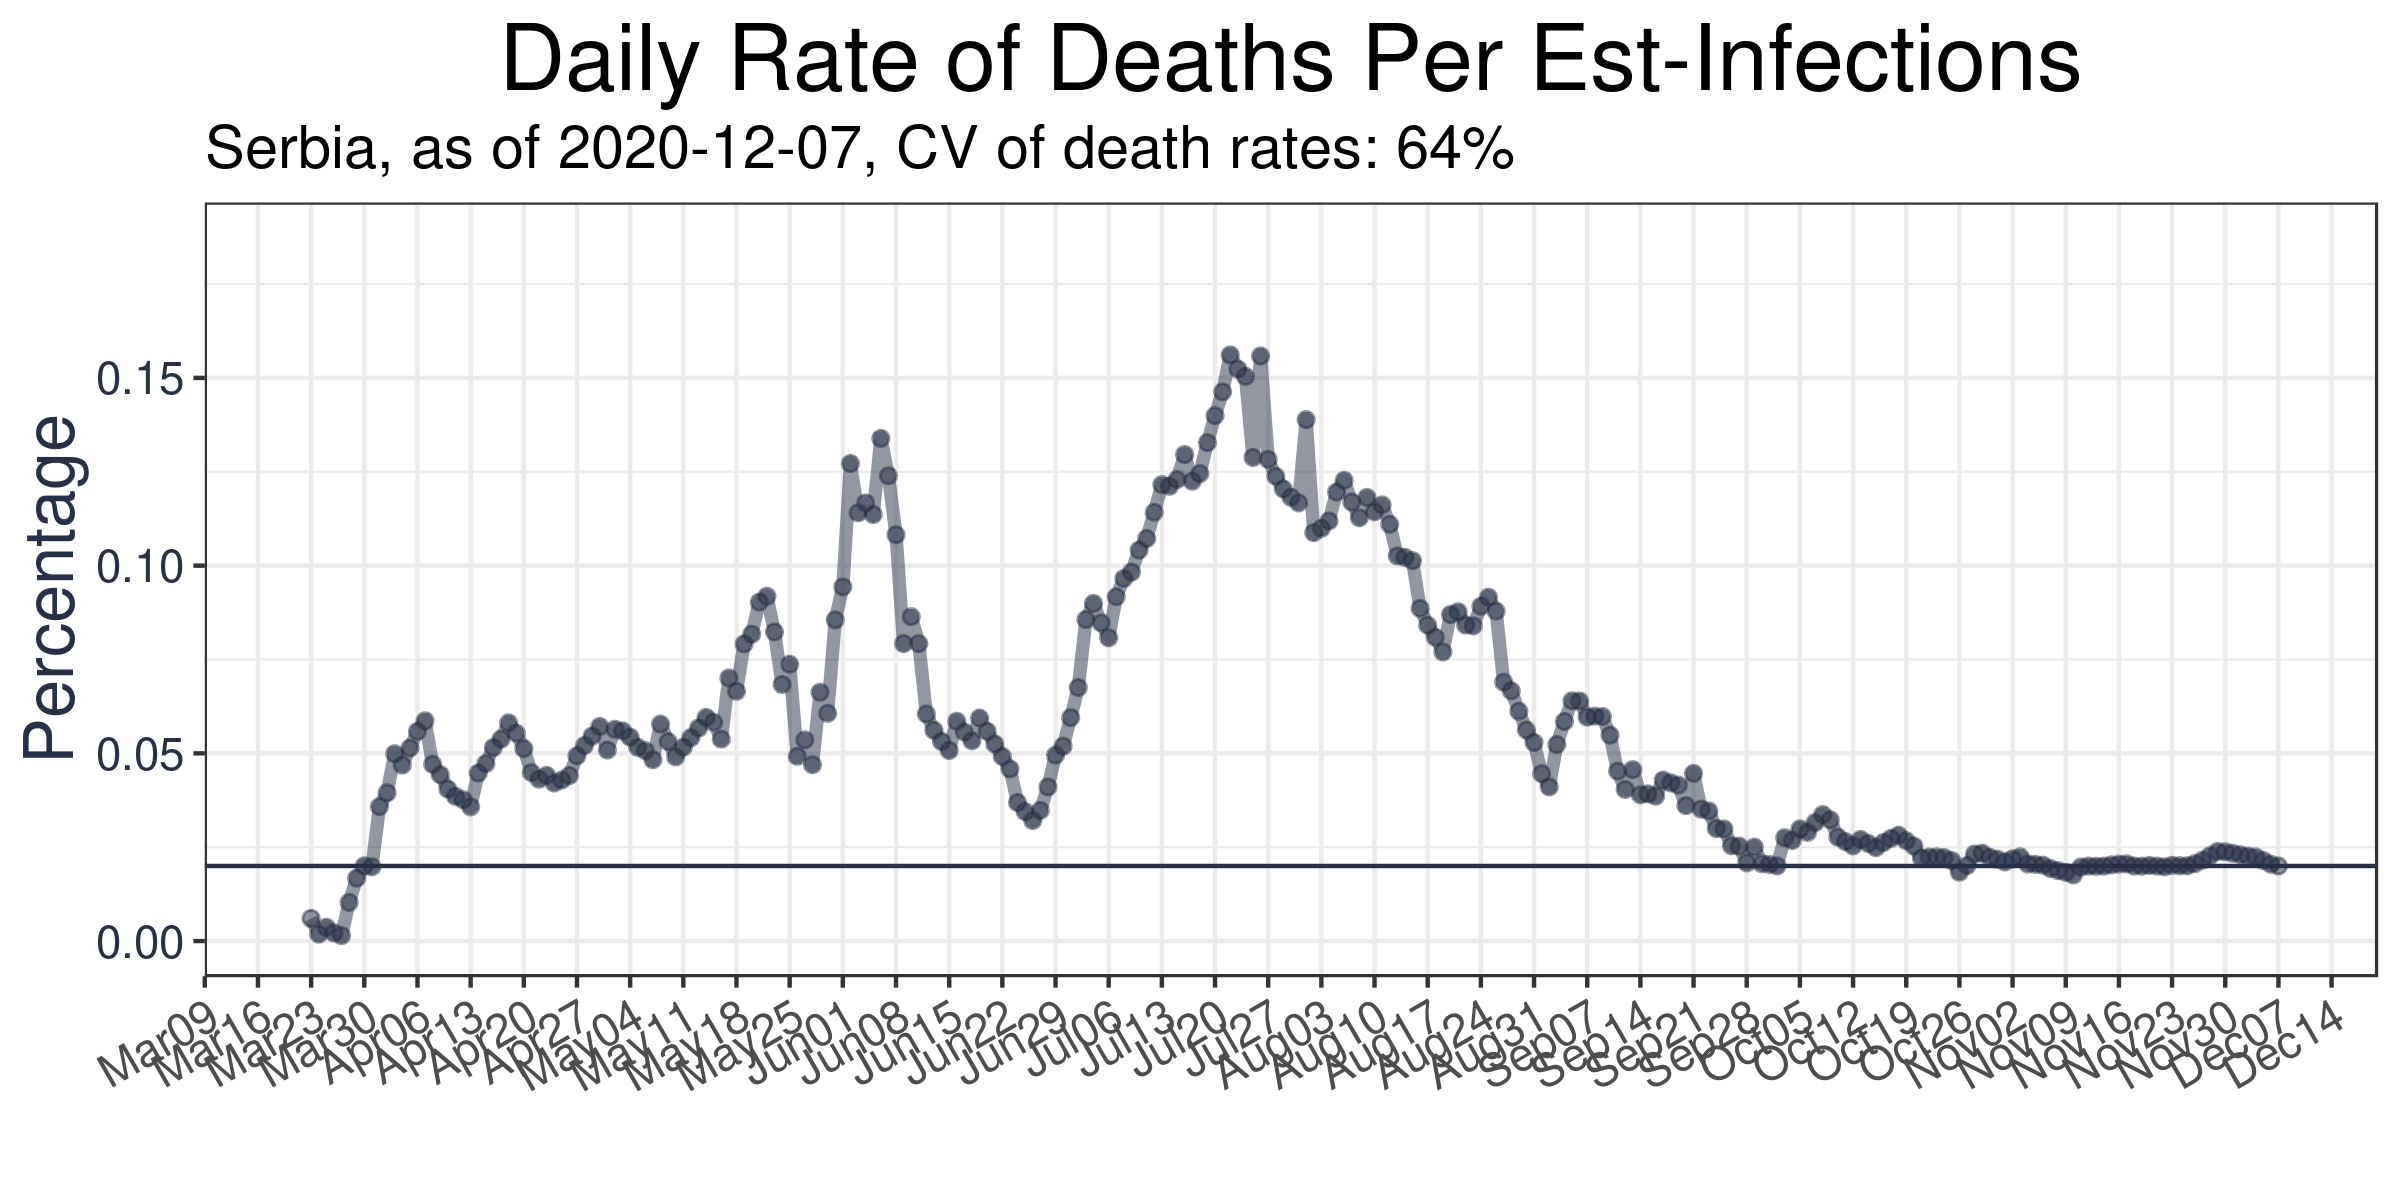 Daily Rate of Deaths Per Est-Infections
Serbia, as of 2020-12-07, CV of death rates: 64%
Percentage
0.15
0.10
0.05
0.00
Mar09
Mar16
Mar23
Mar30
Apr06
Apr13
Apr20
Apr27
May04
May11
May18
May25
Jun01
Jun08
Jun15
Jun22
Jun29
Jul06
Jul13
Jul20
Jul27
Aug03
Aug10
Aug17
Aug24
Aug31
Sep07
Sep14
Sep21
Sep28
Oct05
Oct12
Oct19
Oct26
Nov02
Nov09
Nov16
Nov23
Nov30
Dec07
Dec14